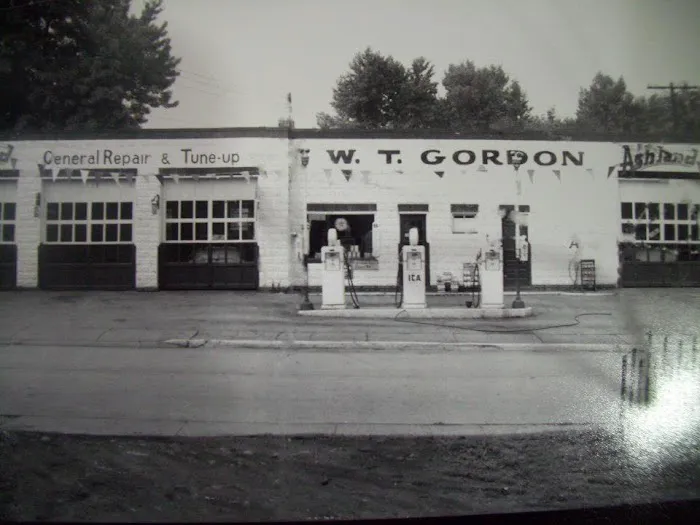 General Repair & Tune-up
W. T. GORDON
Ashland
ICA